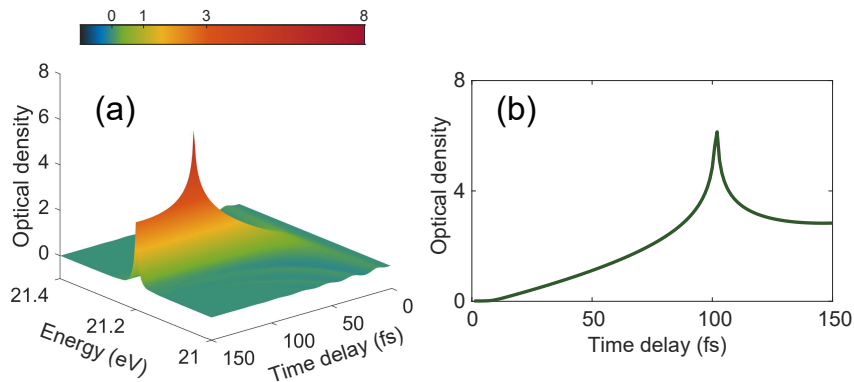 0 1 3 8
(a)
8
6
4
2
0
Optical density
21.4
21.2
21
Energy (eV)
150
100
50
0
Time delay (fs)
(b)
8
4
0
Optical density
0 50 100 150
Time delay (fs)